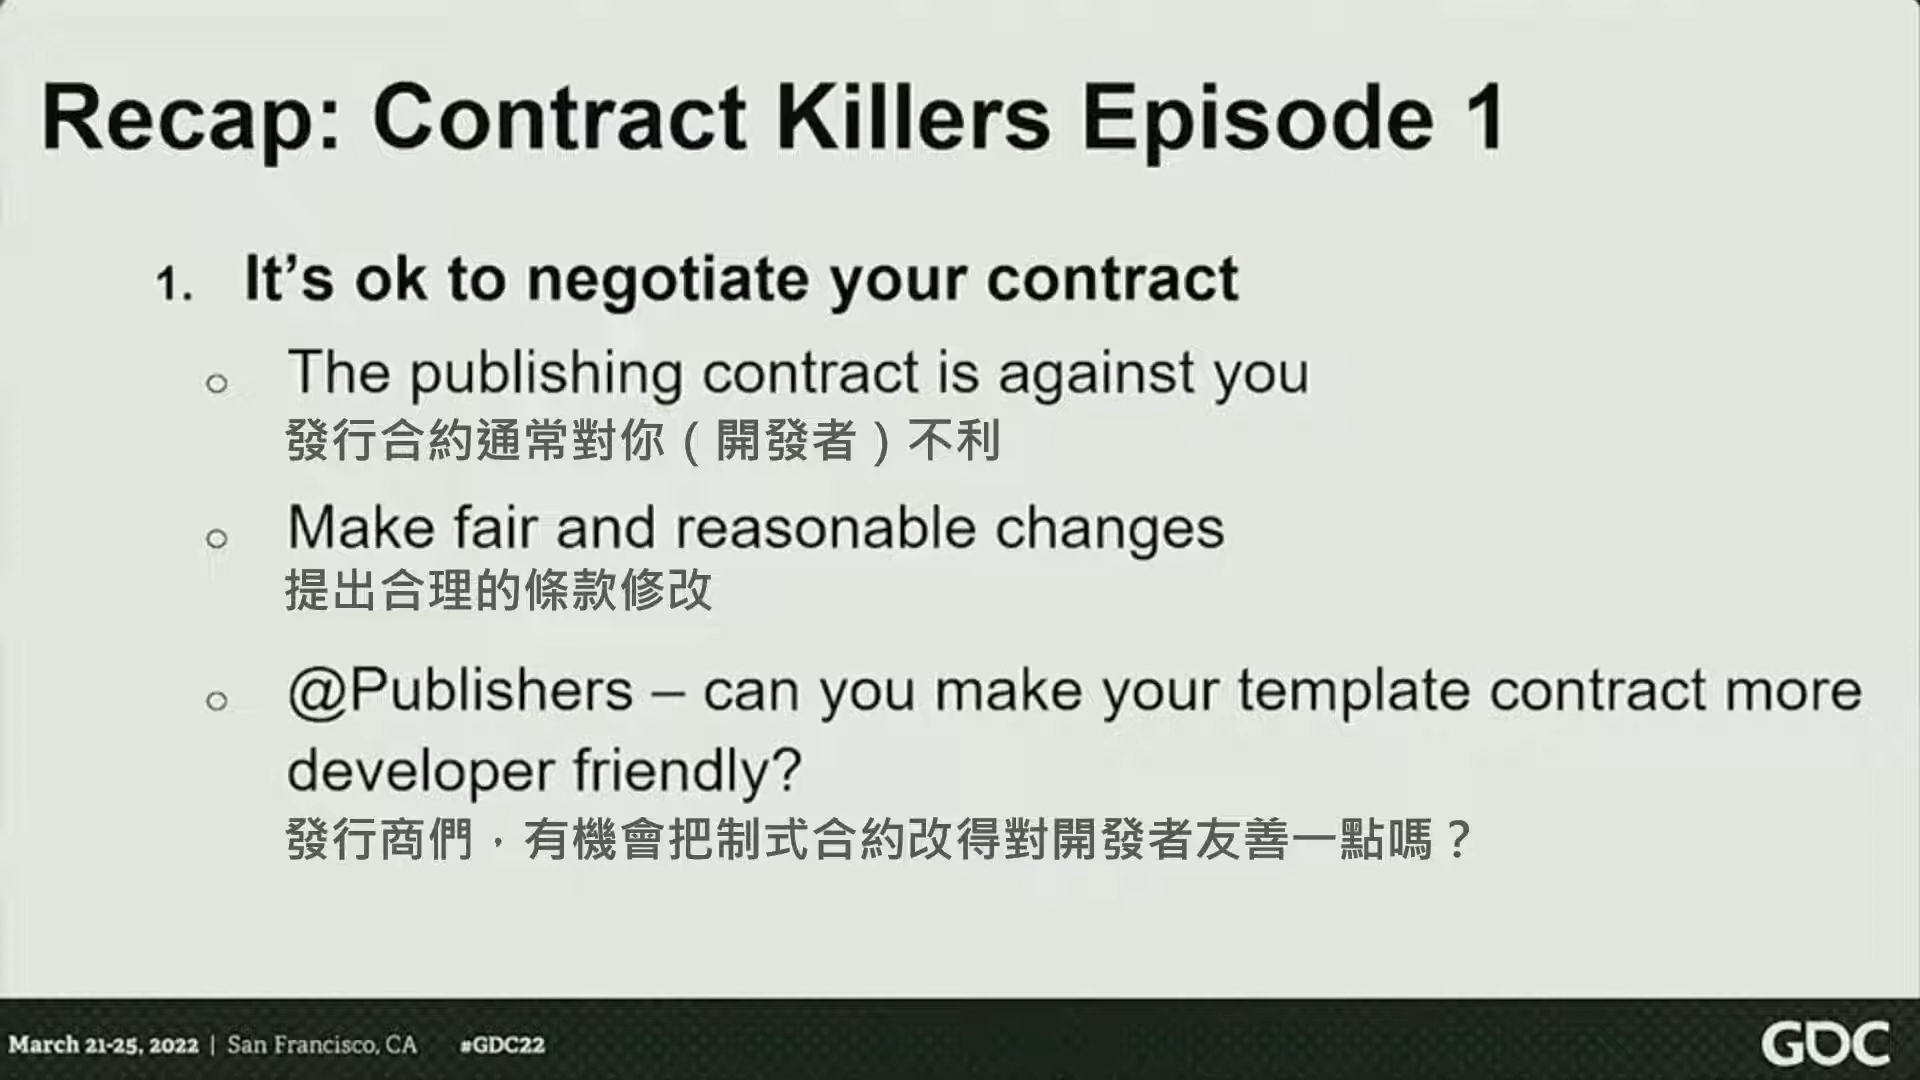 Recap: Contract Killers Episode 1
1. It's ok to negotiate your contract
○ The publishing contract is against you
發行合約通常對你（開發者）不利
○ Make fair and reasonable changes
提出合理的條款修改
○ @Publishers – can you make your template contract more
developer friendly?
發行商們，有機會把制式合約改得對開發者友善一點嗎？
March 21-25, 2022 | San Francisco, CA #GDC22
GDC